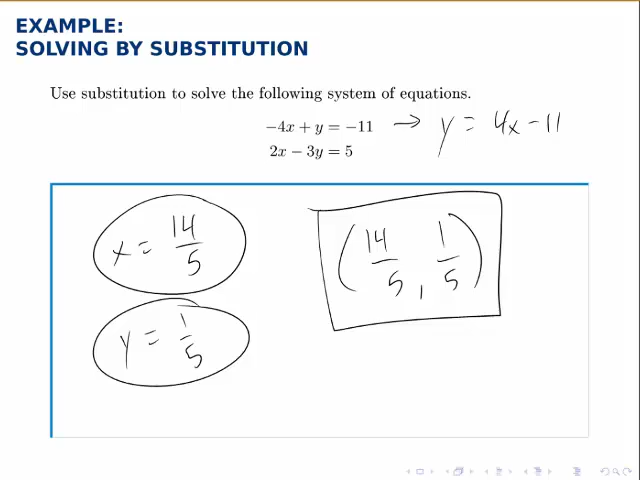 EXAMPLE:
SOLVING BY SUBSTITUTION
Use substitution to solve the following system of equations.
−4x + y = −11 → y = 4x − 11
2x − 3y = 5
x = 14/5
(14/5, 1/5)
y = 1/5